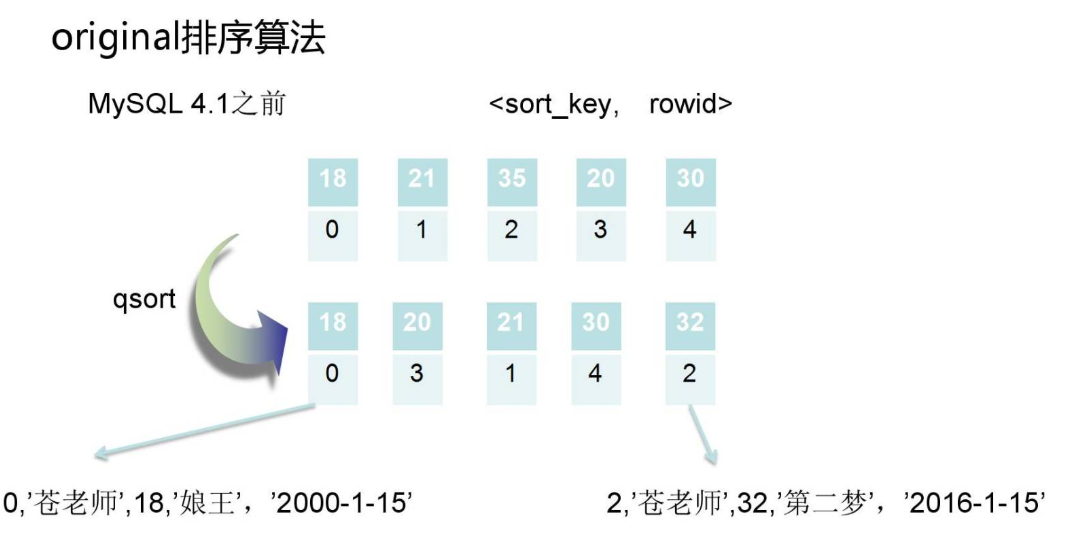 original排序算法
MySQL 4.1之前 <sort_key, rowid>
18 21 35 20 30
0 1 2 3 4
qsort
18 20 21 30 32
0 3 1 4 2
0,’苍老师’,18,’娘王’，’2000-1-15’
2,’苍老师’,32,’第二梦’，’2016-1-15’